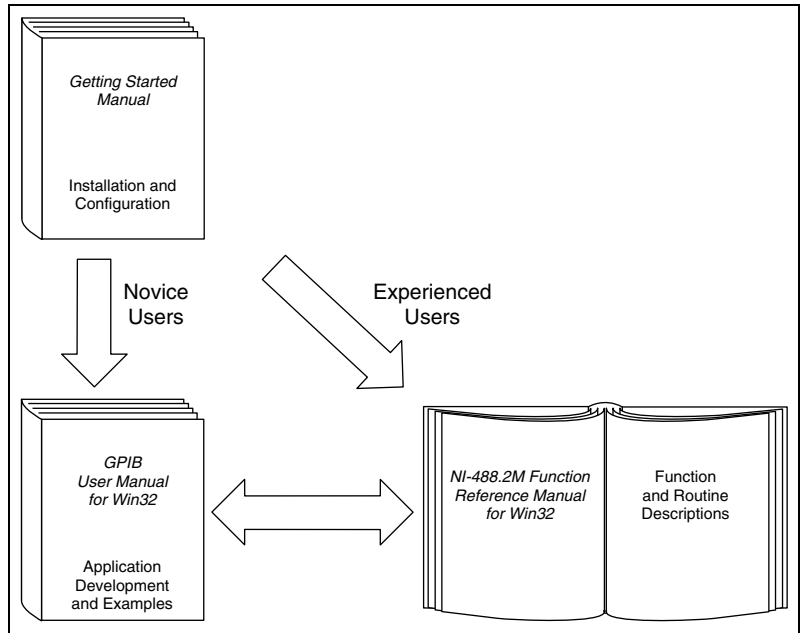 Getting Started
Manual
Installation and
Configuration
Novice
Users
Experienced
Users
GPIB
User Manual
for Win32
Application
Development
and Examples
NI-488.2M Function
Reference Manual
for Win32
Function
and Routine
Descriptions